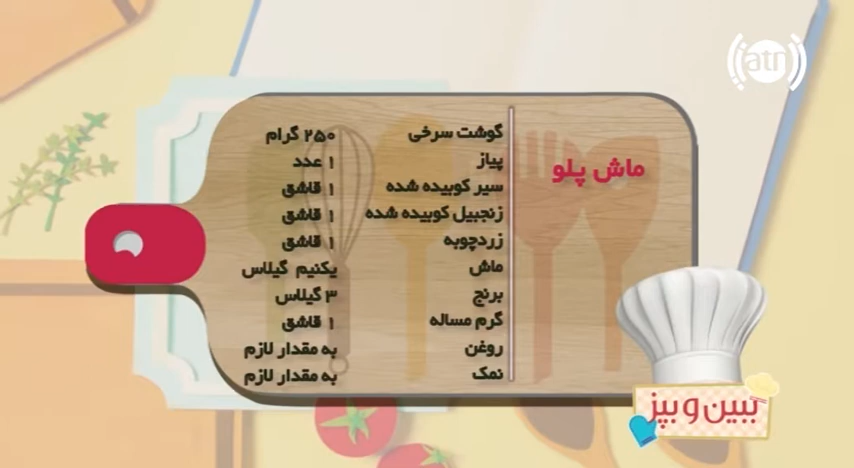 atn
ماش پلو
گوشت سرخی ۲۵۰ گرام
پیاز ۱ عدد
سیر کوبیده شده ۱ قاشق
زنجبیل کوبیده شده ۱ قاشق
زردچوبه ۱ قاشق
ماش یکنیم گیلاس
برنج ۳ گیلاس
گرم مساله ۱ قاشق
روغن به مقدار لازم
نمک به مقدار لازم
ببین و بپز